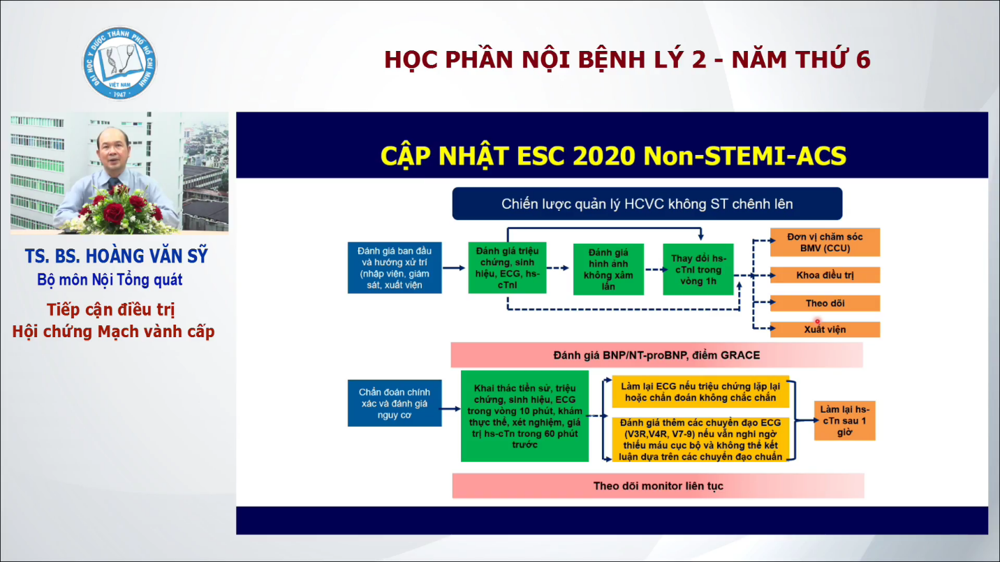 ĐẠI HỌC Y DƯỢC THÀNH PHỐ HỒ CHÍ MINH
VIỆT NAM
1947
HỌC PHẦN NỘI BỆNH LÝ 2 - NĂM THỨ 6
TS. BS. HOÀNG VĂN SỸ
Bộ môn Nội Tổng quát
Tiếp cận điều trị
Hội chứng Mạch vành cấp
CẬP NHẬT ESC 2020 Non-STEMI-ACS
Chiến lược quản lý HCVC không ST chênh lên
Đánh giá ban đầu
và hướng xử trí
(nhập viện, giám
sát, xuất viện
Đánh giá triệu
chứng, sinh
hiệu, ECG, hs-
cTnI
Đánh giá
hình ảnh
không xâm
lấn
Thay đổi hs-
cTnI trong
vòng 1h
Đơn vị chăm sóc
BMV (CCU)
Khoa điều trị
Theo dõi
Xuất viện
Đánh giá BNP/NT-proBNP, điểm GRACE
Chẩn đoán chính
xác và đánh giá
nguy cơ
Khai thác tiền sử, triệu
chứng, sinh hiệu, ECG
trong vòng 10 phút, khám
thực thể, xét nghiệm, giá
trị hs-cTn trong 60 phút
trước
Làm lại ECG nếu triệu chứng lặp lại
hoặc chẩn đoán không chắc chắn
Đánh giá thêm các chuyển đạo ECG
(V3R,V4R, V7-9) nếu vẫn nghi ngờ
thiếu máu cục bộ và không thể kết
luận dựa trên các chuyển đạo chuẩn
Làm lại hs-
cTn sau 1
giờ
Theo dõi monitor liên tục